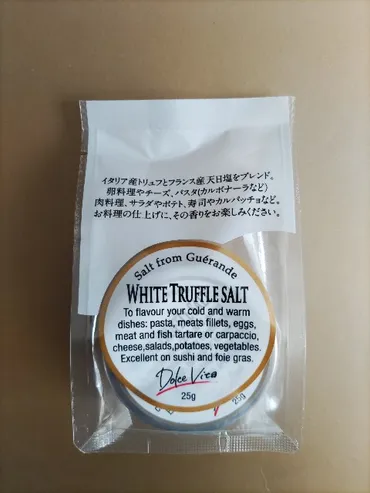 イタリア産トリュフとフランス産天日塩をブレンド。
卵料理やチーズ、パスタ(カルボナーラなど)
肉料理、サラダやポテト、寿司やカルパッチョなど。
お料理の仕上げに、その香りをお楽しみください。
Salt from Guérande
WHITE TRUFFLE SALT
To flavour your cold and warm
dishes: pasta, meats fillets, eggs,
meat and fish tartare or carpaccio,
cheese,salads,potatoes, vegetables.
Excellent on sushi and foie gras.
Dolce Vita
25g
25g